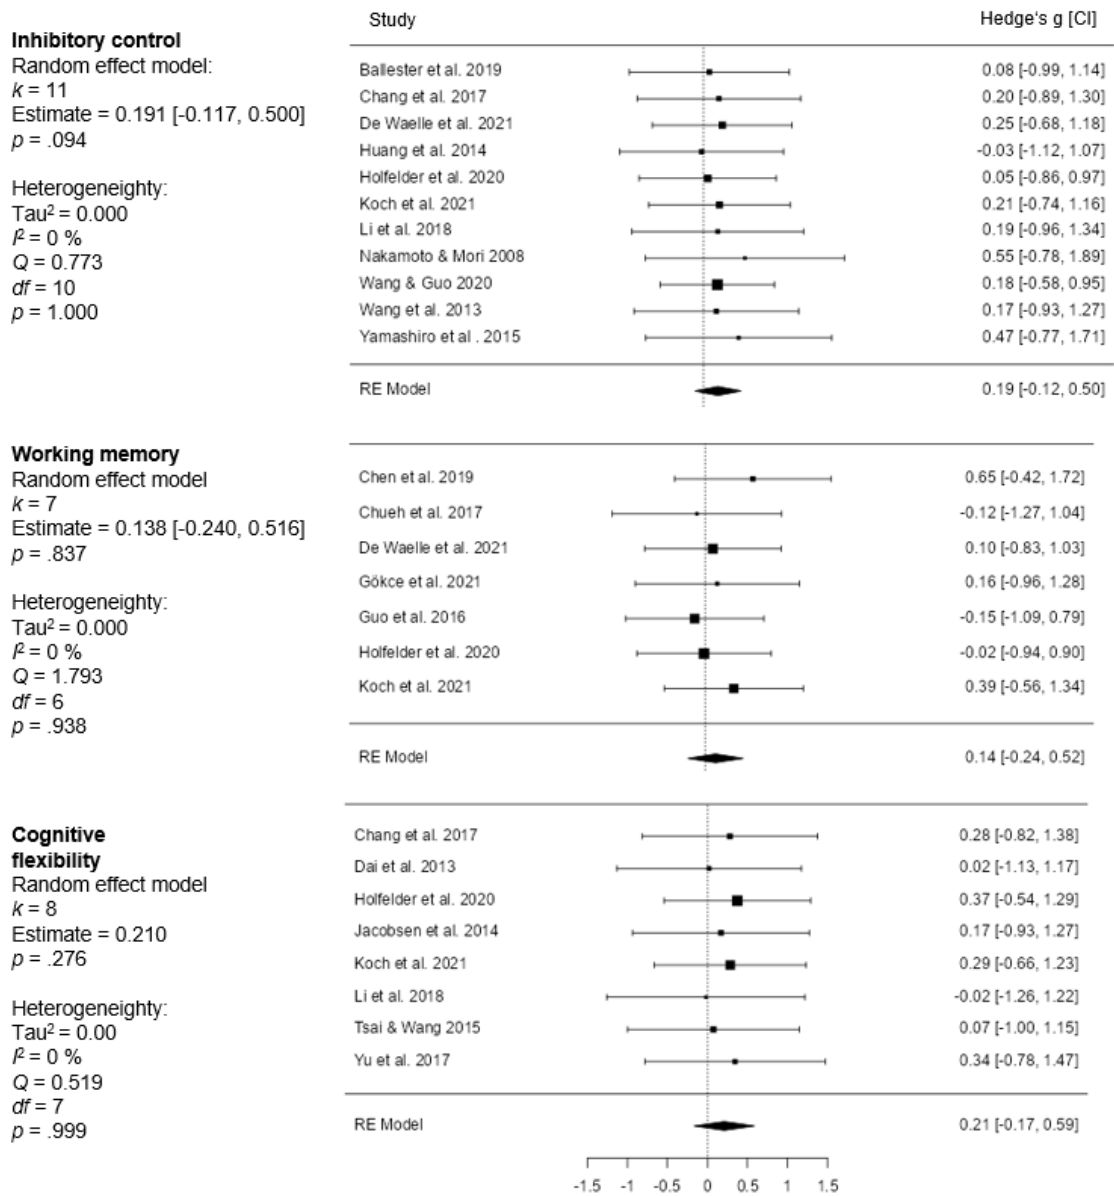 Study Hedge's g [CI]
Inhibitory control
Random effect model:
k = 11
Estimate = 0.191 [-0.117, 0.500]
p = .094
Heterogeneighty:
Tau² = 0.000
I² = 0 %
Q = 0.773
df = 10
p = 1.000
Ballester et al. 2019 0.08 [-0.99, 1.14]
Chang et al. 2017 0.20 [-0.89, 1.30]
De Waelle et al. 2021 0.25 [-0.68, 1.18]
Huang et al. 2014 -0.03 [-1.12, 1.07]
Holfelder et al. 2020 0.05 [-0.86, 0.97]
Koch et al. 2021 0.21 [-0.74, 1.16]
Li et al. 2018 0.19 [-0.96, 1.34]
Nakamoto & Mori 2008 0.55 [-0.78, 1.89]
Wang & Guo 2020 0.18 [-0.58, 0.95]
Wang et al. 2013 0.17 [-0.93, 1.27]
Yamashiro et al . 2015 0.47 [-0.77, 1.71]
RE Model 0.19 [-0.12, 0.50]
Working memory
Random effect model
k = 7
Estimate = 0.138 [-0.240, 0.516]
p = .837
Heterogeneighty:
Tau² = 0.000
I² = 0 %
Q = 1.793
df = 6
p = .938
Chen et al. 2019 0.65 [-0.42, 1.72]
Chueh et al. 2017 -0.12 [-1.27, 1.04]
De Waelle et al. 2021 0.10 [-0.83, 1.03]
Gökce et al. 2021 0.16 [-0.96, 1.28]
Guo et al. 2016 -0.15 [-1.09, 0.79]
Holfelder et al. 2020 -0.02 [-0.94, 0.90]
Koch et al. 2021 0.39 [-0.56, 1.34]
RE Model 0.14 [-0.24, 0.52]
Cognitive
flexibility
Random effect model
k = 8
Estimate = 0.210
p = .276
Heterogeneighty:
Tau² = 0.00
I² = 0 %
Q = 0.519
df = 7
p = .999
Chang et al. 2017 0.28 [-0.82, 1.38]
Dai et al. 2013 0.02 [-1.13, 1.17]
Holfelder et al. 2020 0.37 [-0.54, 1.29]
Jacobsen et al. 2014 0.17 [-0.93, 1.27]
Koch et al. 2021 0.29 [-0.66, 1.23]
Li et al. 2018 -0.02 [-1.26, 1.22]
Tsai & Wang 2015 0.07 [-1.00, 1.15]
Yu et al. 2017 0.34 [-0.78, 1.47]
RE Model 0.21 [-0.17, 0.59]
-1.5 -1 -0.5 0 0.5 1 1.5